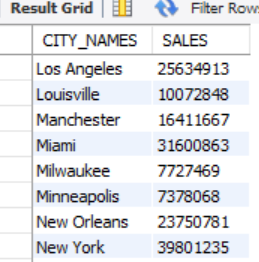 Result Grid Filter Rows
CITY_NAMES SALES
Los Angeles 25634913
Louisville 10072848
Manchester 16411667
Miami 31600863
Milwaukee 7727469
Minneapolis 7378068
New Orleans 23750781
New York 39801235